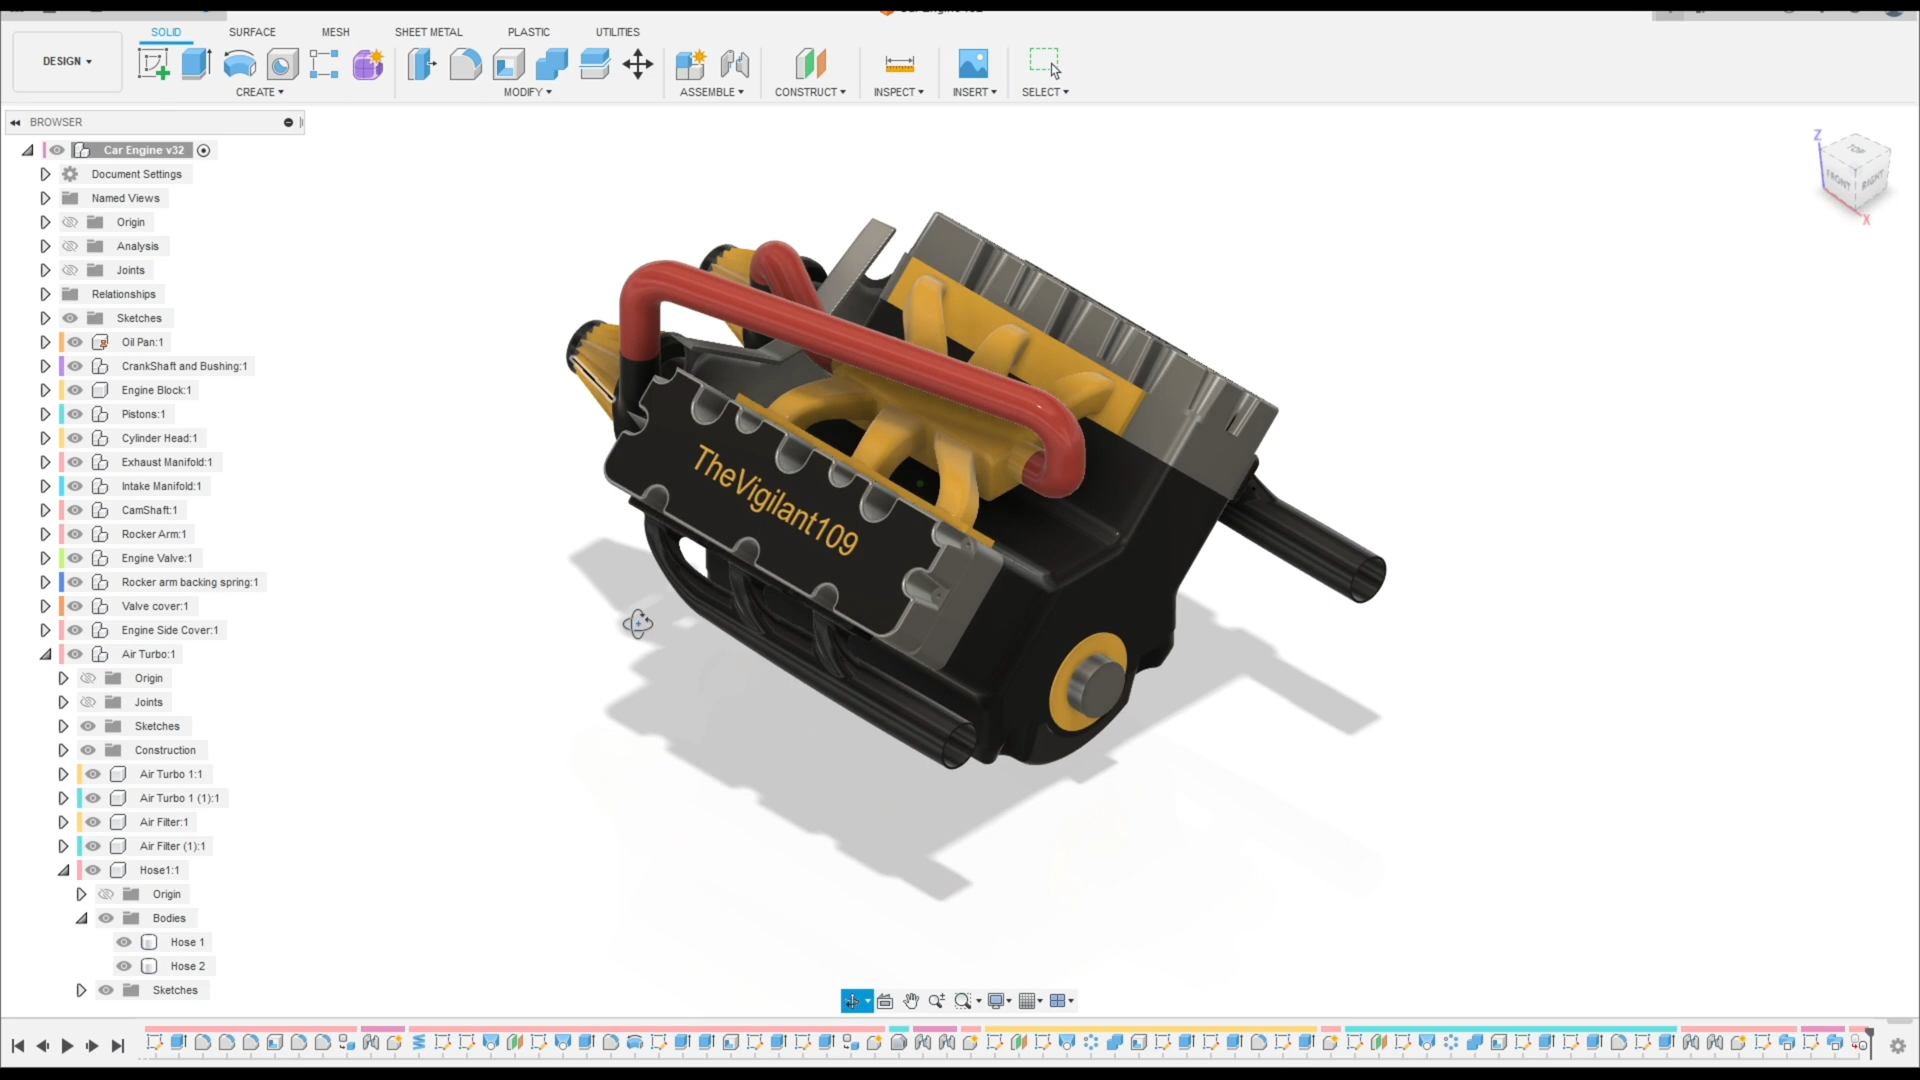 DESIGN
SOLID
SURFACE
MESH
SHEET METAL
PLASTIC
UTILITIES
CREATE
MODIFY
ASSEMBLE
CONSTRUCT
INSPECT
INSERT
SELECT
BROWSER
Car Engine v32
Document Settings
Named Views
Origin
Analysis
Joints
Relationships
Sketches
Oil Pan:1
CrankShaft and Bushing:1
Engine Block:1
Pistons:1
Cylinder Head:1
Exhaust Manifold:1
Intake Manifold:1
CamShaft:1
Rocker Arm:1
Engine Valve:1
Rocker arm backing spring:1
Valve cover:1
Engine Side Cover:1
Air Turbo:1
Origin
Joints
Sketches
Construction
Air Turbo 1:1
Air Turbo 1 (1):1
Air Filter:1
Air Filter (1):1
Hose1:1
Origin
Bodies
Hose 1
Hose 2
Sketches
TheVigilant109
Z
TOP
FRONT
RIGHT
X